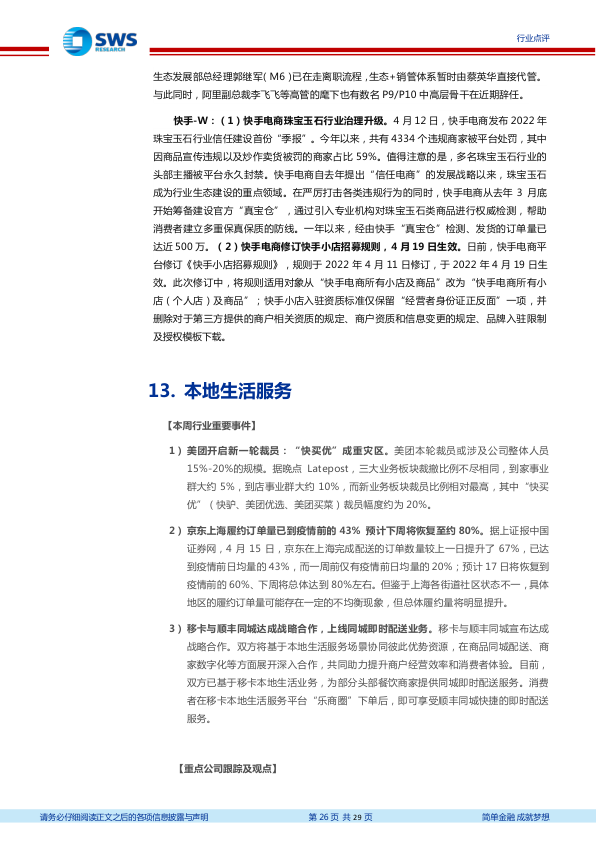 SWS
RESEARCH
行业点评
生态发展部总经理郭继军(M6)已在走离职流程,生态+销管体系暂时由蔡英华直接代管。
与此同时,阿里副总裁李飞飞等高管的麾下也有数名 P9/P10 中高层骨干在近期辞任。
快手-W:(1)快手电商珠宝玉石行业治理升级。4 月 12 日,快手电商发布 2022 年
珠宝玉石行业信任建设首份“季报”。今年以来,共有 4334 个违规商家被平台处罚,其中
因商品宣传违规以及炒作卖货被罚的商家占比 59%。值得注意的是,多名珠宝玉石行业的
头部主播被平台永久封禁。快手电商自去年提出“信任电商”的发展战略以来,珠宝玉石
成为行业生态建设的重点领域。在严厉打击各类违规行为的同时,快手电商从去年 3 月底
开始筹备建设官方“真宝仓”,通过引入专业机构对珠宝玉石类商品进行权威检测,帮助
消费者建立多重保真保质的防线。一年以来,经由快手“真宝仓”检测、发货的订单量已
达近 500 万。(2)快手电商修订快手小店招募规则,4 月 19 日生效。日前,快手电商平
台修订《快手小店招募规则》,规则于 2022 年 4 月 11 日修订,于 2022 年 4 月 19 日生
效。此次修订中,将规则适用对象从“快手电商所有小店及商品”改为“快手电商所有小
店(个人店)及商品”;快手小店入驻资质标准仅保留“经营者身份证正反面”一项,并
删除对于第三方提供的商户相关资质的规定、商户资质和信息变更的规定、品牌入驻限制
及授权模板下载。
13. 本地生活服务
【本周行业重要事件】
1) 美团开启新一轮裁员:“快买优”成重灾区。美团本轮裁员或涉及公司整体人员
15%-20%的规模。据晚点 Latepost,三大业务板块裁撤比例不尽相同,到家事业
群大约 5%,到店事业群大约 10%,而新业务板块裁员比例相对最高,其中“快买
优”(快驴、美团优选、美团买菜)裁员幅度约为 20%。
2) 京东上海履约订单量已到疫情前的 43% 预计下周将恢复至约 80%。据上证报中国
证券网,4 月 15 日,京东在上海完成配送的订单数量较上一日提升了 67%,已达
到疫情前日均量的 43%,而一周前仅有疫情前日均量的 20%;预计 17 日将恢复到
疫情前的 60%、下周将总体达到 80%左右。但鉴于上海各街道社区状态不一,具体
地区的履约订单量可能存在一定的不均衡现象,但总体履约量将明显提升。
3) 移卡与顺丰同城达成战略合作,上线同城即时配送业务。移卡与顺丰同城宣布达成
战略合作。双方将基于本地生活服务场景协同彼此优势资源,在商品同城配送、商
家数字化等方面展开深入合作,共同助力提升商户经营效率和消费者体验。目前,
双方已基于移卡本地生活业务,为部分头部餐饮商家提供同城即时配送服务。消费
者在移卡本地生活服务平台“乐商圈”下单后,即可享受顺丰同城快捷的即时配送
服务。
【重点公司跟踪及观点】
请务必仔细阅读正文之后的各项信息披露与声明
第 26 页 共 29 页
简单金融 成就梦想